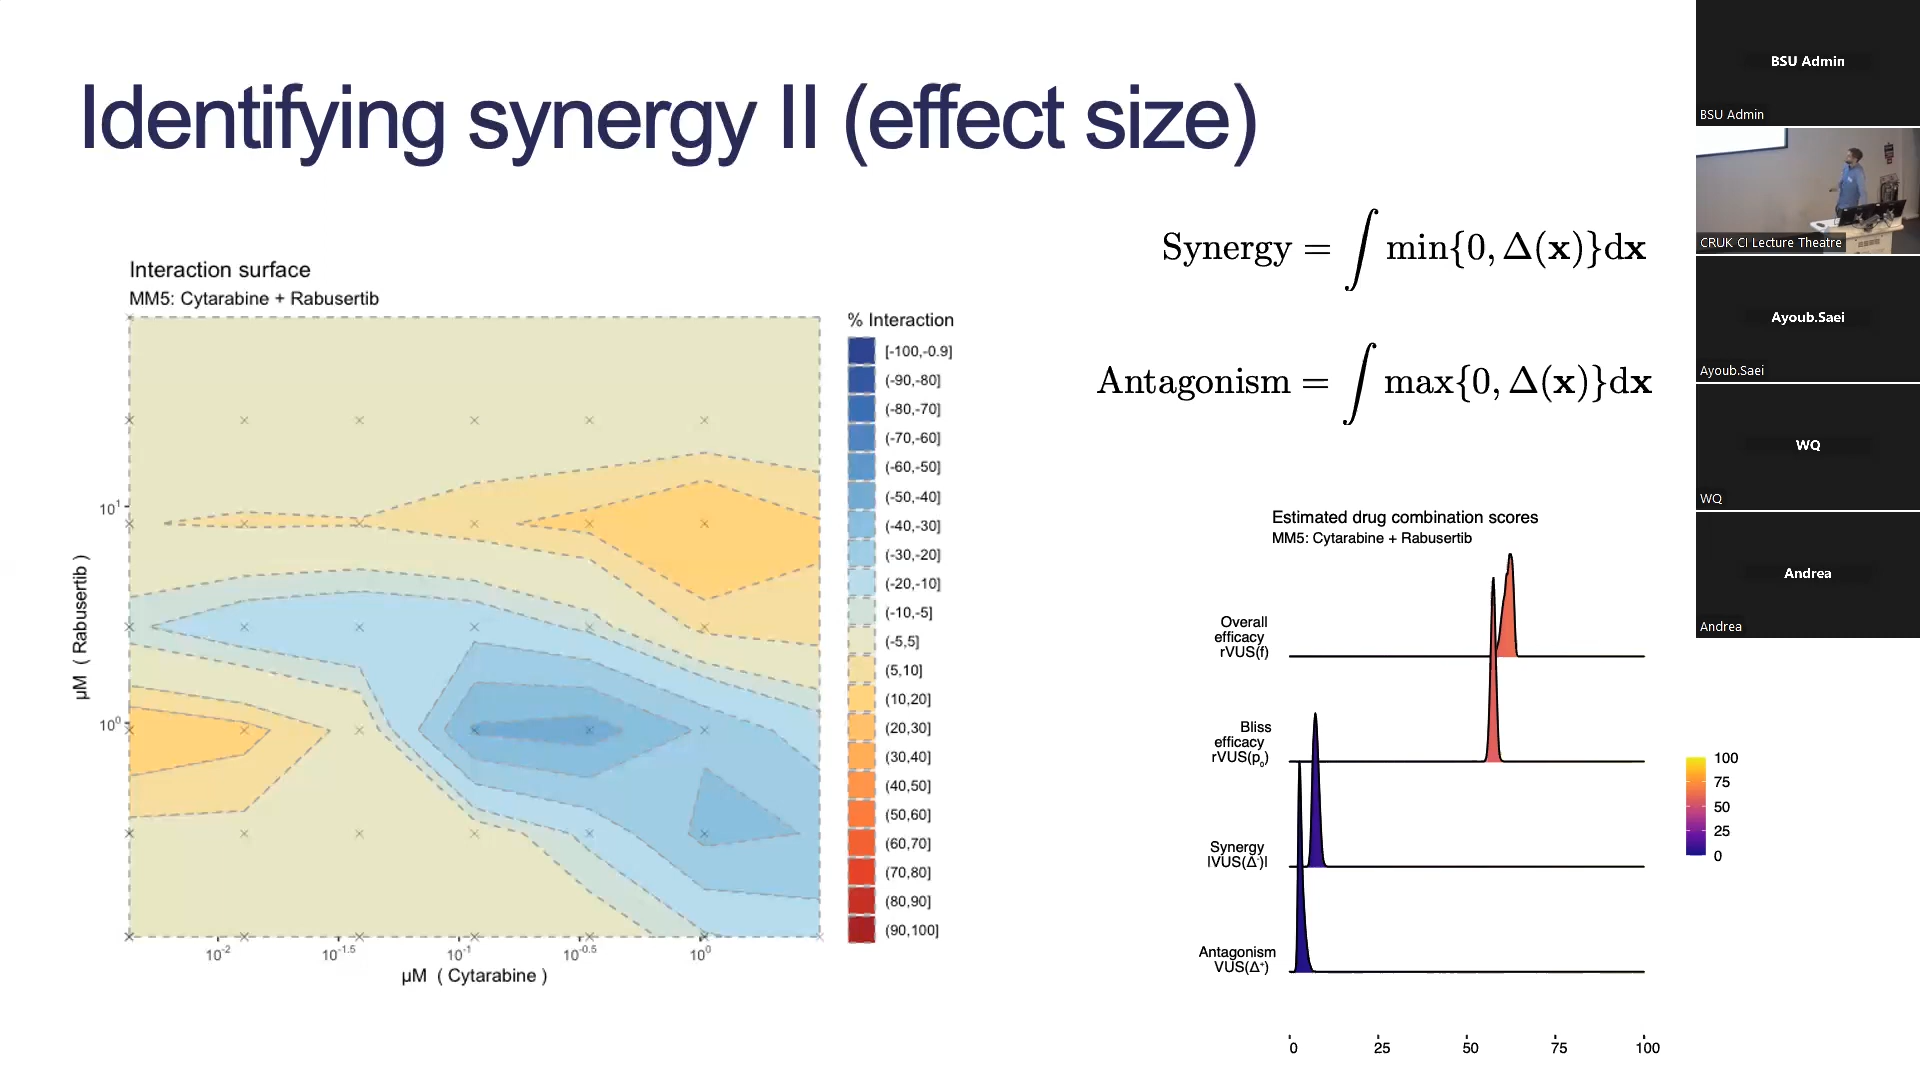 Identifying synergy II (effect size)
Synergy = ∫ min{0, Δ(x)}dx
Antagonism = ∫ max{0, Δ(x)}dx
Interaction surface
MM5: Cytarabine + Rabusertib
µM ( Rabusertib )
10¹
10⁰
10⁻²
10⁻¹·⁵
10⁻¹
10⁻⁰·⁵
10⁰
µM ( Cytarabine )
% Interaction
[-100,-0.9]
(-90,-80]
(-80,-70]
(-70,-60]
(-60,-50]
(-50,-40]
(-40,-30]
(-30,-20]
(-20,-10]
(-10,-5]
(-5,5]
(5,10]
(10,20]
(20,30]
(30,40]
(40,50]
(50,60]
(60,70]
(70,80]
(80,90]
(90,100]
Estimated drug combination scores
MM5: Cytarabine + Rabusertib
Overall
efficacy
rVUS(f)
Bliss
efficacy
rVUS(p₀)
Synergy
|VUS(Δ⁻)|
Antagonism
VUS(Δ⁺)
0
25
50
75
100
100
75
50
25
0
BSU Admin
BSU Admin
CRUK CI Lecture Theatre
Ayoub.Saei
Ayoub.Saei
WQ
WQ
Andrea
Andrea